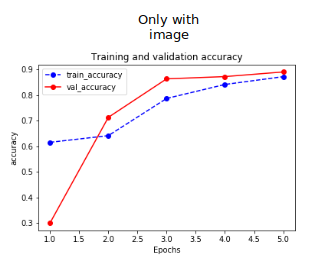 Only with
image
Training and validation accuracy
train_accuracy
val_accuracy
0.9
0.8
0.7
0.6
0.5
0.4
0.3
accuracy
1.0 1.5 2.0 2.5 3.0 3.5 4.0 4.5 5.0
Epochs